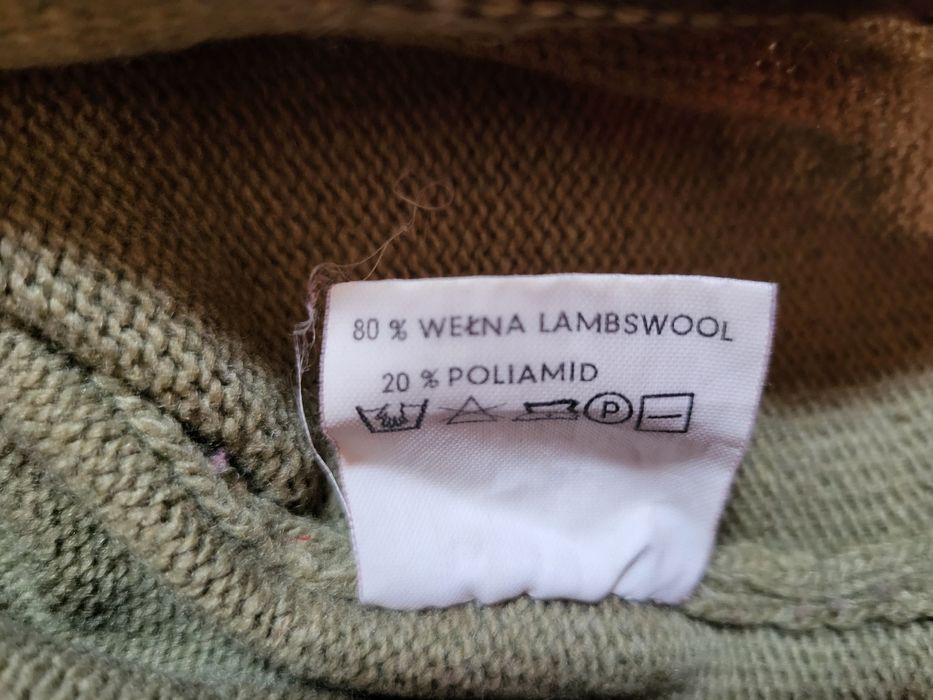 80 % WEŁNA LAMBSWOOL
20 % POLIAMID
P